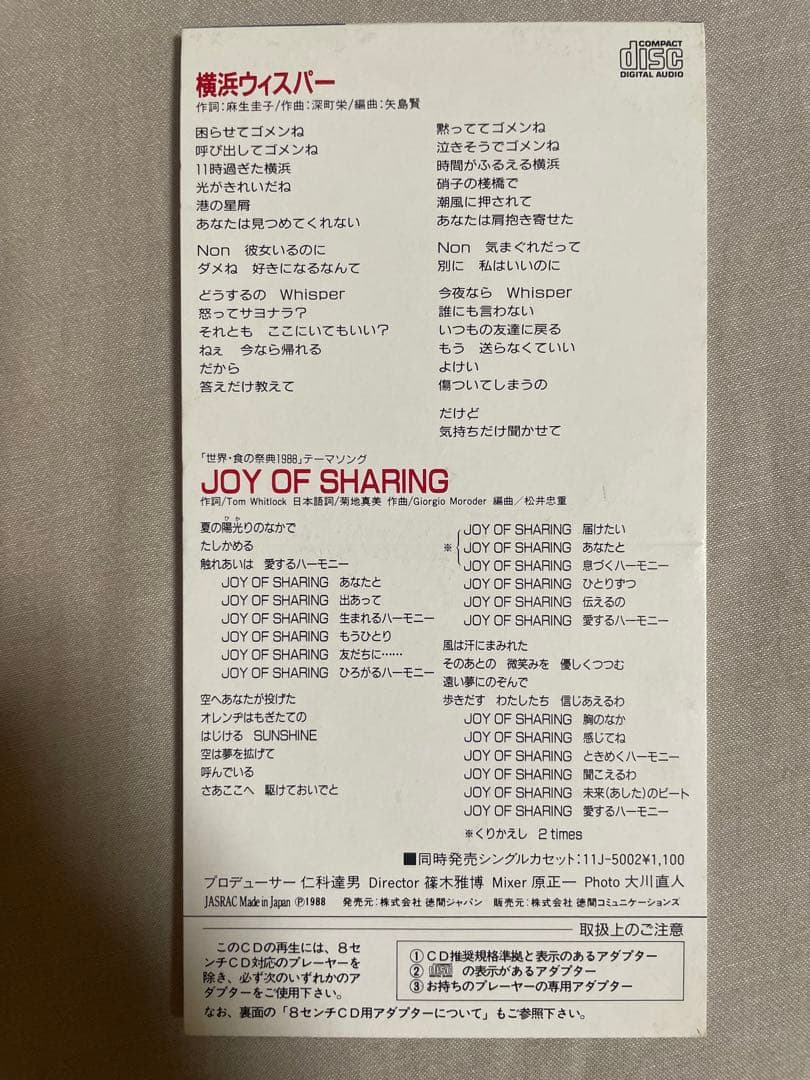 COMPACT
disc
DIGITAL AUDIO
横浜ウィスパー
作詞:麻生圭子/作曲:深町栄/編曲:矢島賢
困らせてゴメンね
呼び出してゴメンね
11時過ぎた横浜
光がきれいだね
港の星屑
あなたは見つめてくれない
Non 彼女いるのに
ダメね 好きになるなんて
どうするの Whisper
怒ってサヨナラ?
それとも ここにいてもいい?
ねぇ 今なら帰れる
だから
答えだけ教えて
黙っててゴメンね
泣きそうでゴメンね
時間がふるえる横浜
硝子の桟橋で
潮風に押されて
あなたは肩抱き寄せた
Non 気まぐれだって
別に 私はいいのに
今夜なら Whisper
誰にも言わない
いつもの友達に戻る
もう 送らなくていい
よけい
傷ついてしまうの
だけど
気持ちだけ聞かせて
「世界・食の祭典1988」テーマソング
JOY OF SHARING
作詞/Tom Whitlock 日本語詞/菊地真美 作曲/Giorgio Moroder 編曲/松井忠重
夏の陽光りのなかで
たしかめる
触れあいは 愛するハーモニー
JOY OF SHARING あなたと
JOY OF SHARING 出あって
JOY OF SHARING 生まれるハーモニー
JOY OF SHARING もうひとり
JOY OF SHARING 友だちに……
JOY OF SHARING ひろがるハーモニー
空へあなたが投げた
オレンヂはもぎたての
はじける SUNSHINE
空は夢を拡げて
呼んでいる
さあここへ 駆けておいでと
※ JOY OF SHARING 届けたい
JOY OF SHARING あなたと
JOY OF SHARING 息づくハーモニー
JOY OF SHARING ひとりずつ
JOY OF SHARING 伝えるの
JOY OF SHARING 愛するハーモニー
風は汗にまみれた
そのあとの 微笑みを 優しくつつむ
遠い夢にのぞんで
歩きだす わたしたち 信じあえるわ
JOY OF SHARING 胸のなか
JOY OF SHARING 感じてね
JOY OF SHARING ときめくハーモニー
JOY OF SHARING 聞こえるわ
JOY OF SHARING 未来(あした)のビート
JOY OF SHARING 愛するハーモニー
※くりかえし 2 times
■同時発売シングルカセット:11J-5002¥1,100
プロデューサー 仁科達男 Director 篠木雅博 Mixer 原正一 Photo 大川直人
JASRAC Made in Japan Ⓟ1988 発売元:株式会社 徳間ジャパン 販売元:株式会社 徳間コミュニケーションズ
取扱上のご注意
このCDの再生には、8セ
ンチCD対応のプレーヤーを
除き、必ず次のいずれかのア
ダプターをご使用下さい。
①CD推奨規格準拠と表示のあるアダプター
② disc の表示があるアダプター
③お持ちのプレーヤーの専用アダプター
なお、裏面の「8センチCD用アダプターについて」もご参照下さい。